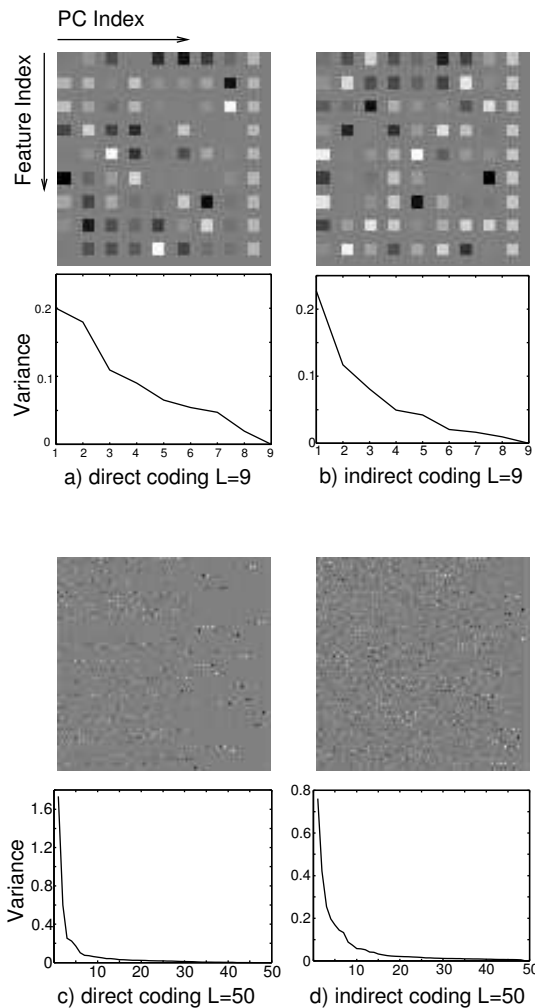 PC Index
Feature Index
Variance
0.2
0.1
0
1 2 3 4 5 6 7 8 9
a) direct coding L=9
0.2
0.1
0
1 2 3 4 5 6 7 8 9
b) indirect coding L=9
Variance
1.6
1.2
0.8
0.4
0
10 20 30 40 50
c) direct coding L=50
0.8
0.6
0.4
0.2
0
10 20 30 40 50
d) indirect coding L=50